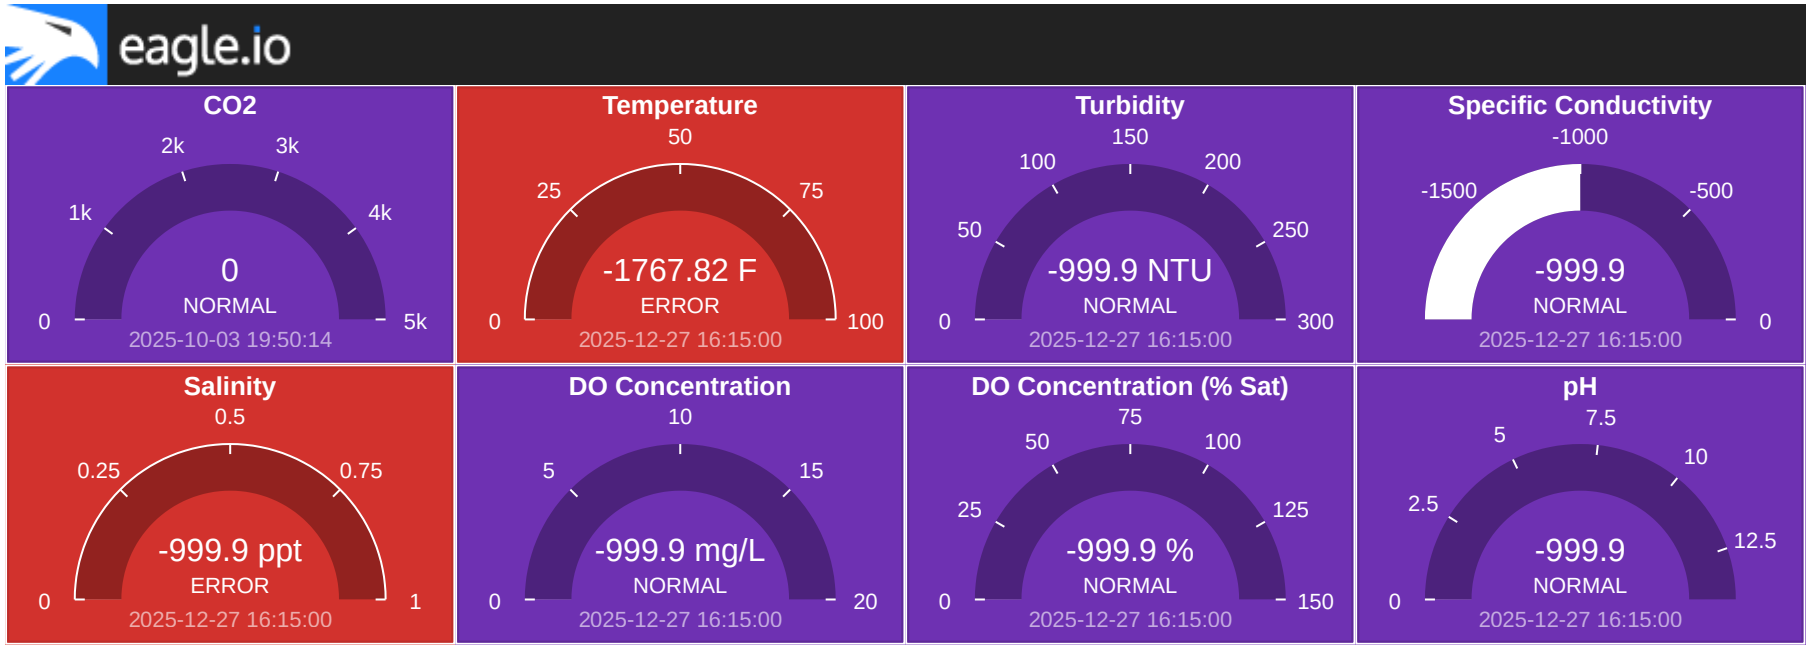 eagle.io
CO2
2k
3k
1k
4k
0
NORMAL
0
5k
2025-10-03 19:50:14
Temperature
50
25
75
-1767.82 F
ERROR
0
100
2025-12-27 16:15:00
Turbidity
150
100
200
50
250
-999.9 NTU
NORMAL
0
300
2025-12-27 16:15:00
Specific Conductivity
-1000
-1500
-500
-999.9
NORMAL
0
2025-12-27 16:15:00
Salinity
0.5
0.25
0.75
-999.9 ppt
ERROR
0
1
2025-12-27 16:15:00
DO Concentration
10
5
15
-999.9 mg/L
NORMAL
0
20
2025-12-27 16:15:00
DO Concentration (% Sat)
75
50
100
25
125
-999.9 %
NORMAL
0
150
2025-12-27 16:15:00
pH
7.5
5
10
2.5
12.5
-999.9
NORMAL
0
2025-12-27 16:15:00